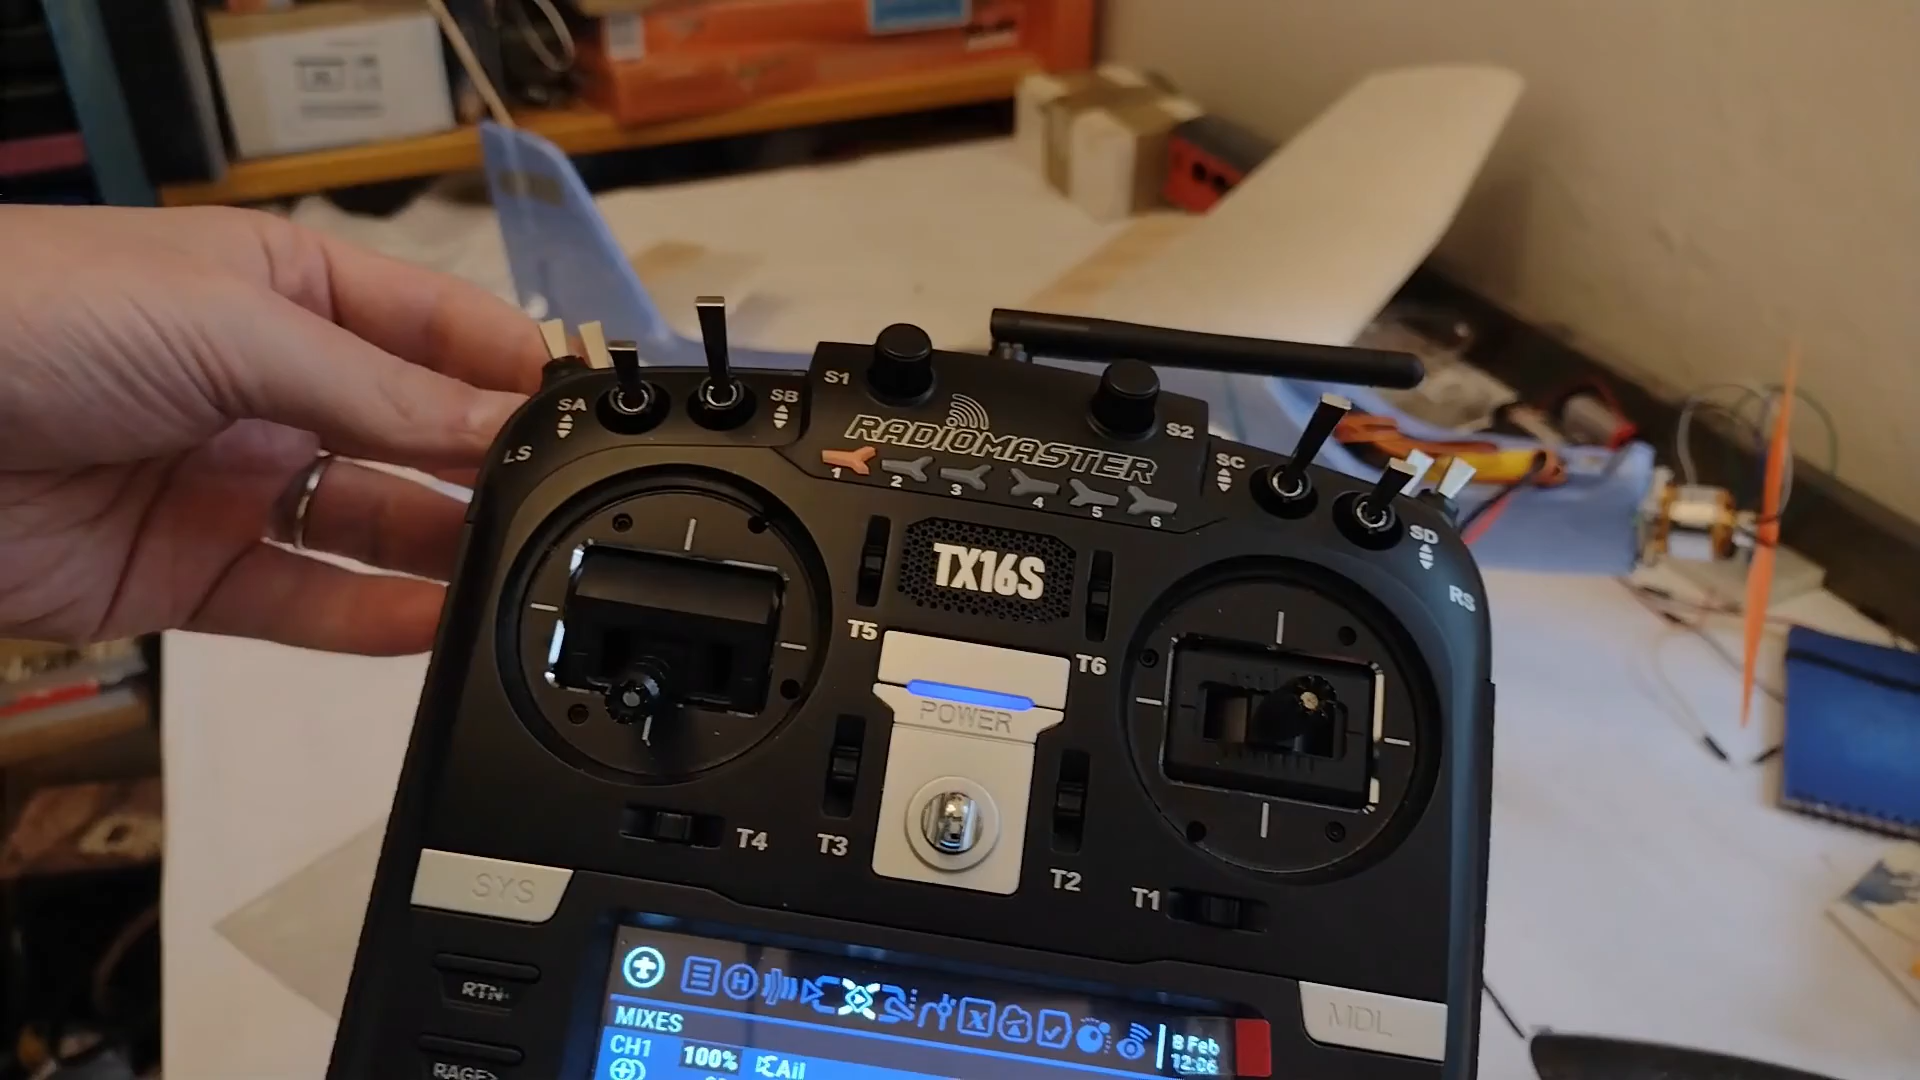 S1
SA
SB
S2
LS
RADIOMASTER
SC
1 2 3 4 5 6
SD
TX16S
RS
T5
T6
POWER
T4
T3
T2
T1
SYS
RTN
MDL
H
X
MIXES
8 Feb
12:06
CH1 100% Ail
PAGE>